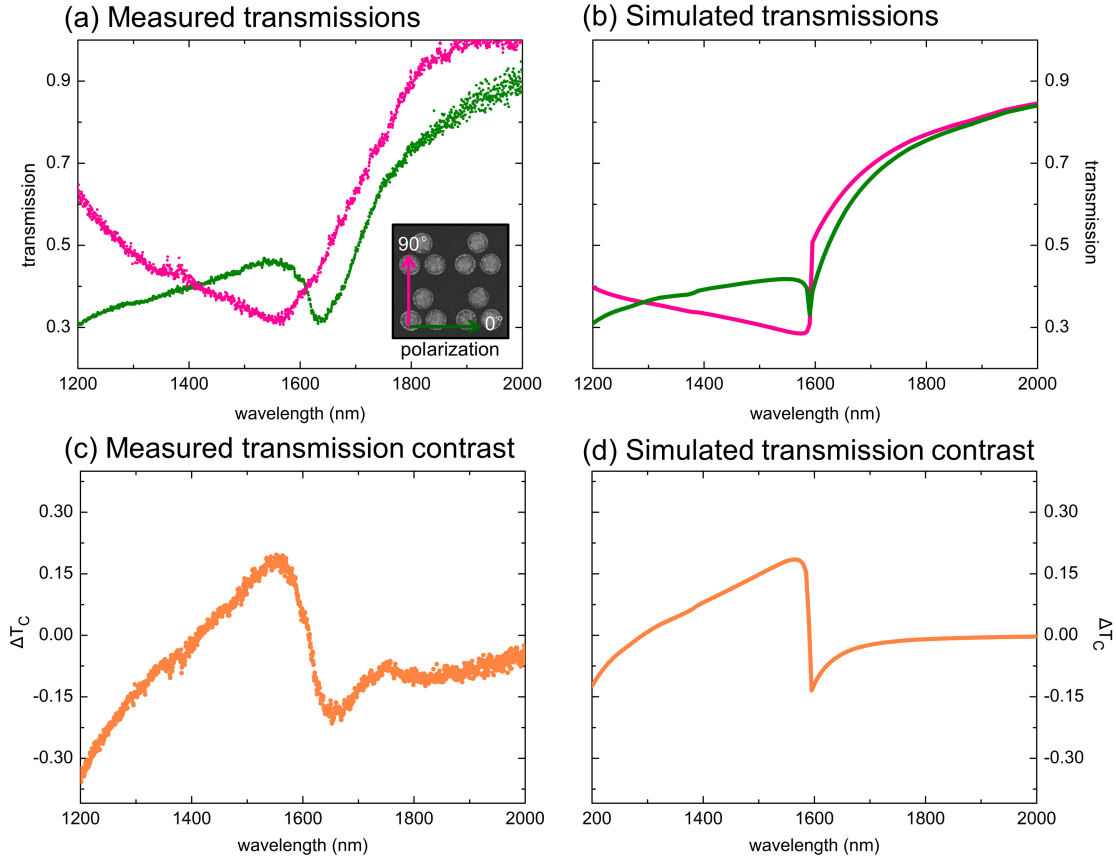 (a) Measured transmissions
(b) Simulated transmissions
0.9
0.7
0.5
0.3
transmission
90°
0°
polarization
1200 1400 1600 1800 2000
wavelength (nm)
0.9
0.7
0.5
0.3
transmission
1200 1400 1600 1800 2000
wavelength (nm)
(c) Measured transmission contrast
(d) Simulated transmission contrast
0.30
0.15
0.00
-0.15
-0.30
ΔT_C
1200 1400 1600 1800 2000
wavelength (nm)
0.30
0.15
0.00
-0.15
-0.30
ΔT_C
200 1400 1600 1800 2000
wavelength (nm)